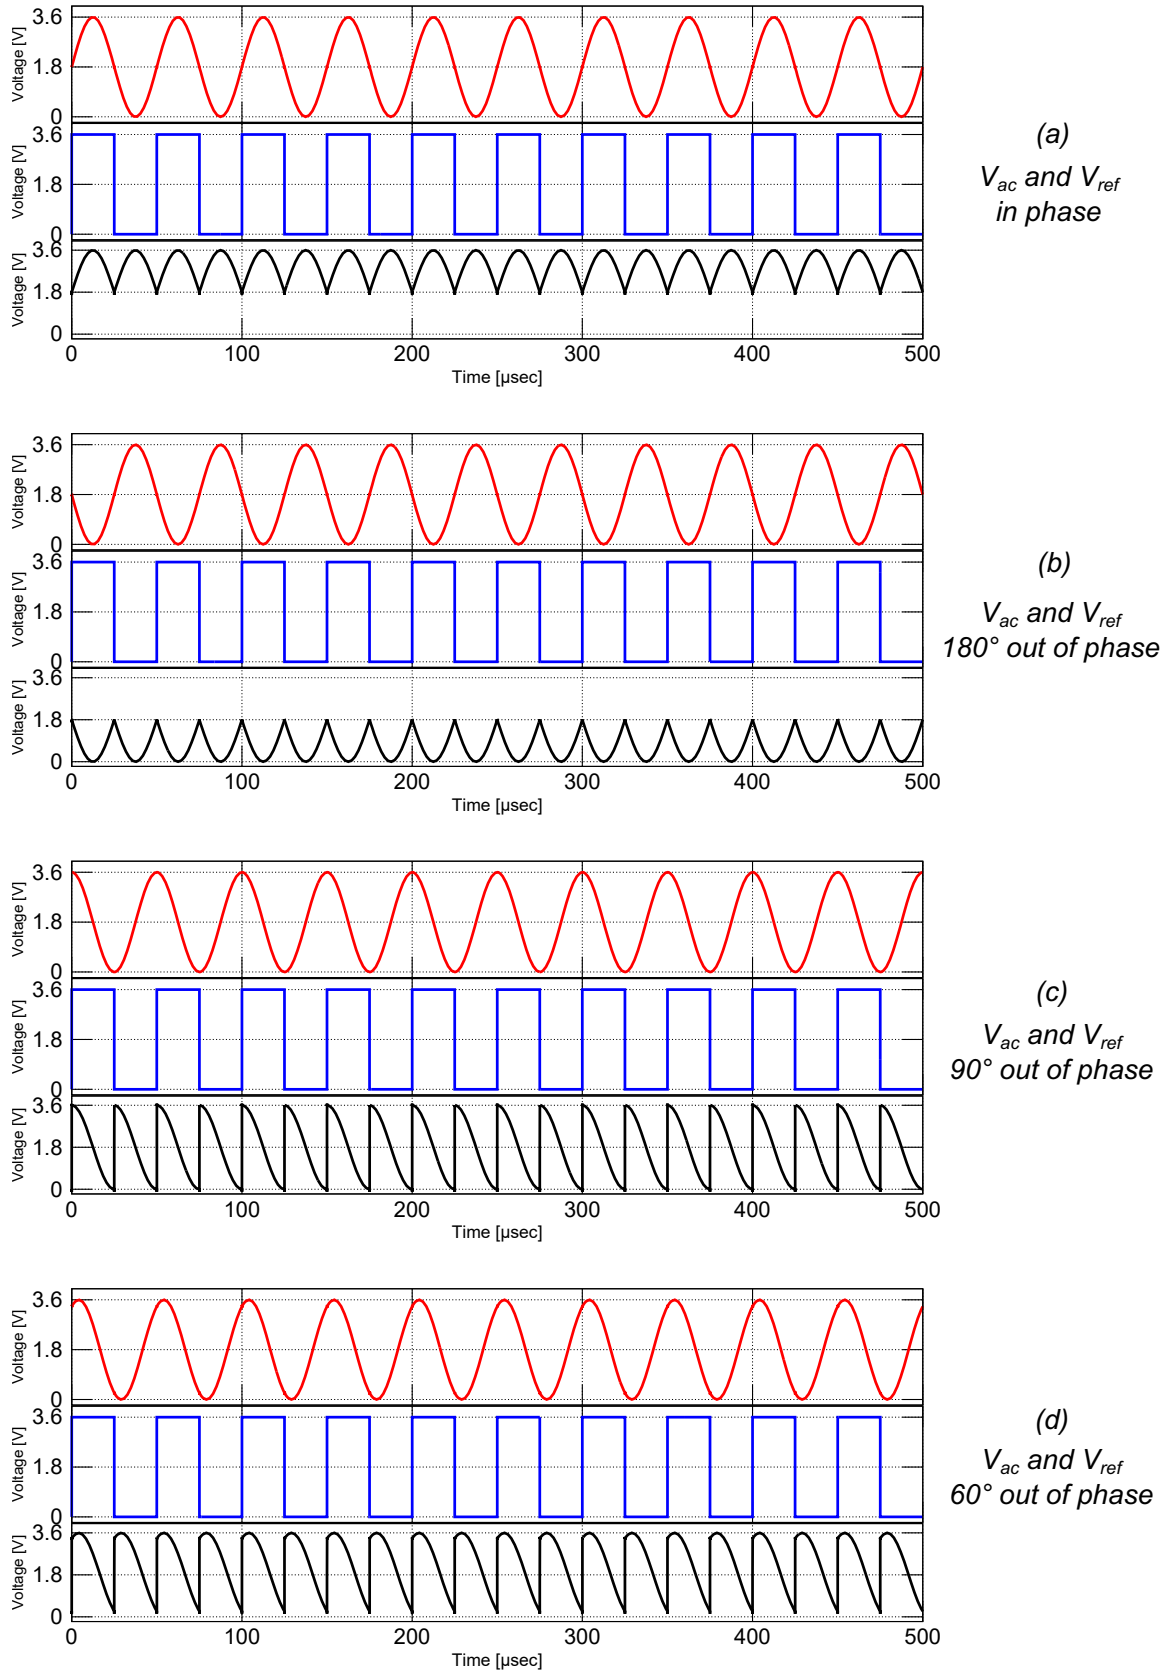 Voltage [V]
3.6
1.8
0
Voltage [V]
3.6
1.8
0
Voltage [V]
3.6
1.8
0
0 100 200 300 400 500
Time [µsec]
(a)
Vac and Vref
in phase
Voltage [V]
3.6
1.8
0
Voltage [V]
3.6
1.8
0
Voltage [V]
3.6
1.8
0
0 100 200 300 400 500
Time [µsec]
(b)
Vac and Vref
180° out of phase
Voltage [V]
3.6
1.8
0
Voltage [V]
3.6
1.8
0
Voltage [V]
3.6
1.8
0
0 100 200 300 400 500
Time [µsec]
(c)
Vac and Vref
90° out of phase
Voltage [V]
3.6
1.8
0
Voltage [V]
3.6
1.8
0
Voltage [V]
3.6
1.8
0
0 100 200 300 400 500
Time [µsec]
(d)
Vac and Vref
60° out of phase